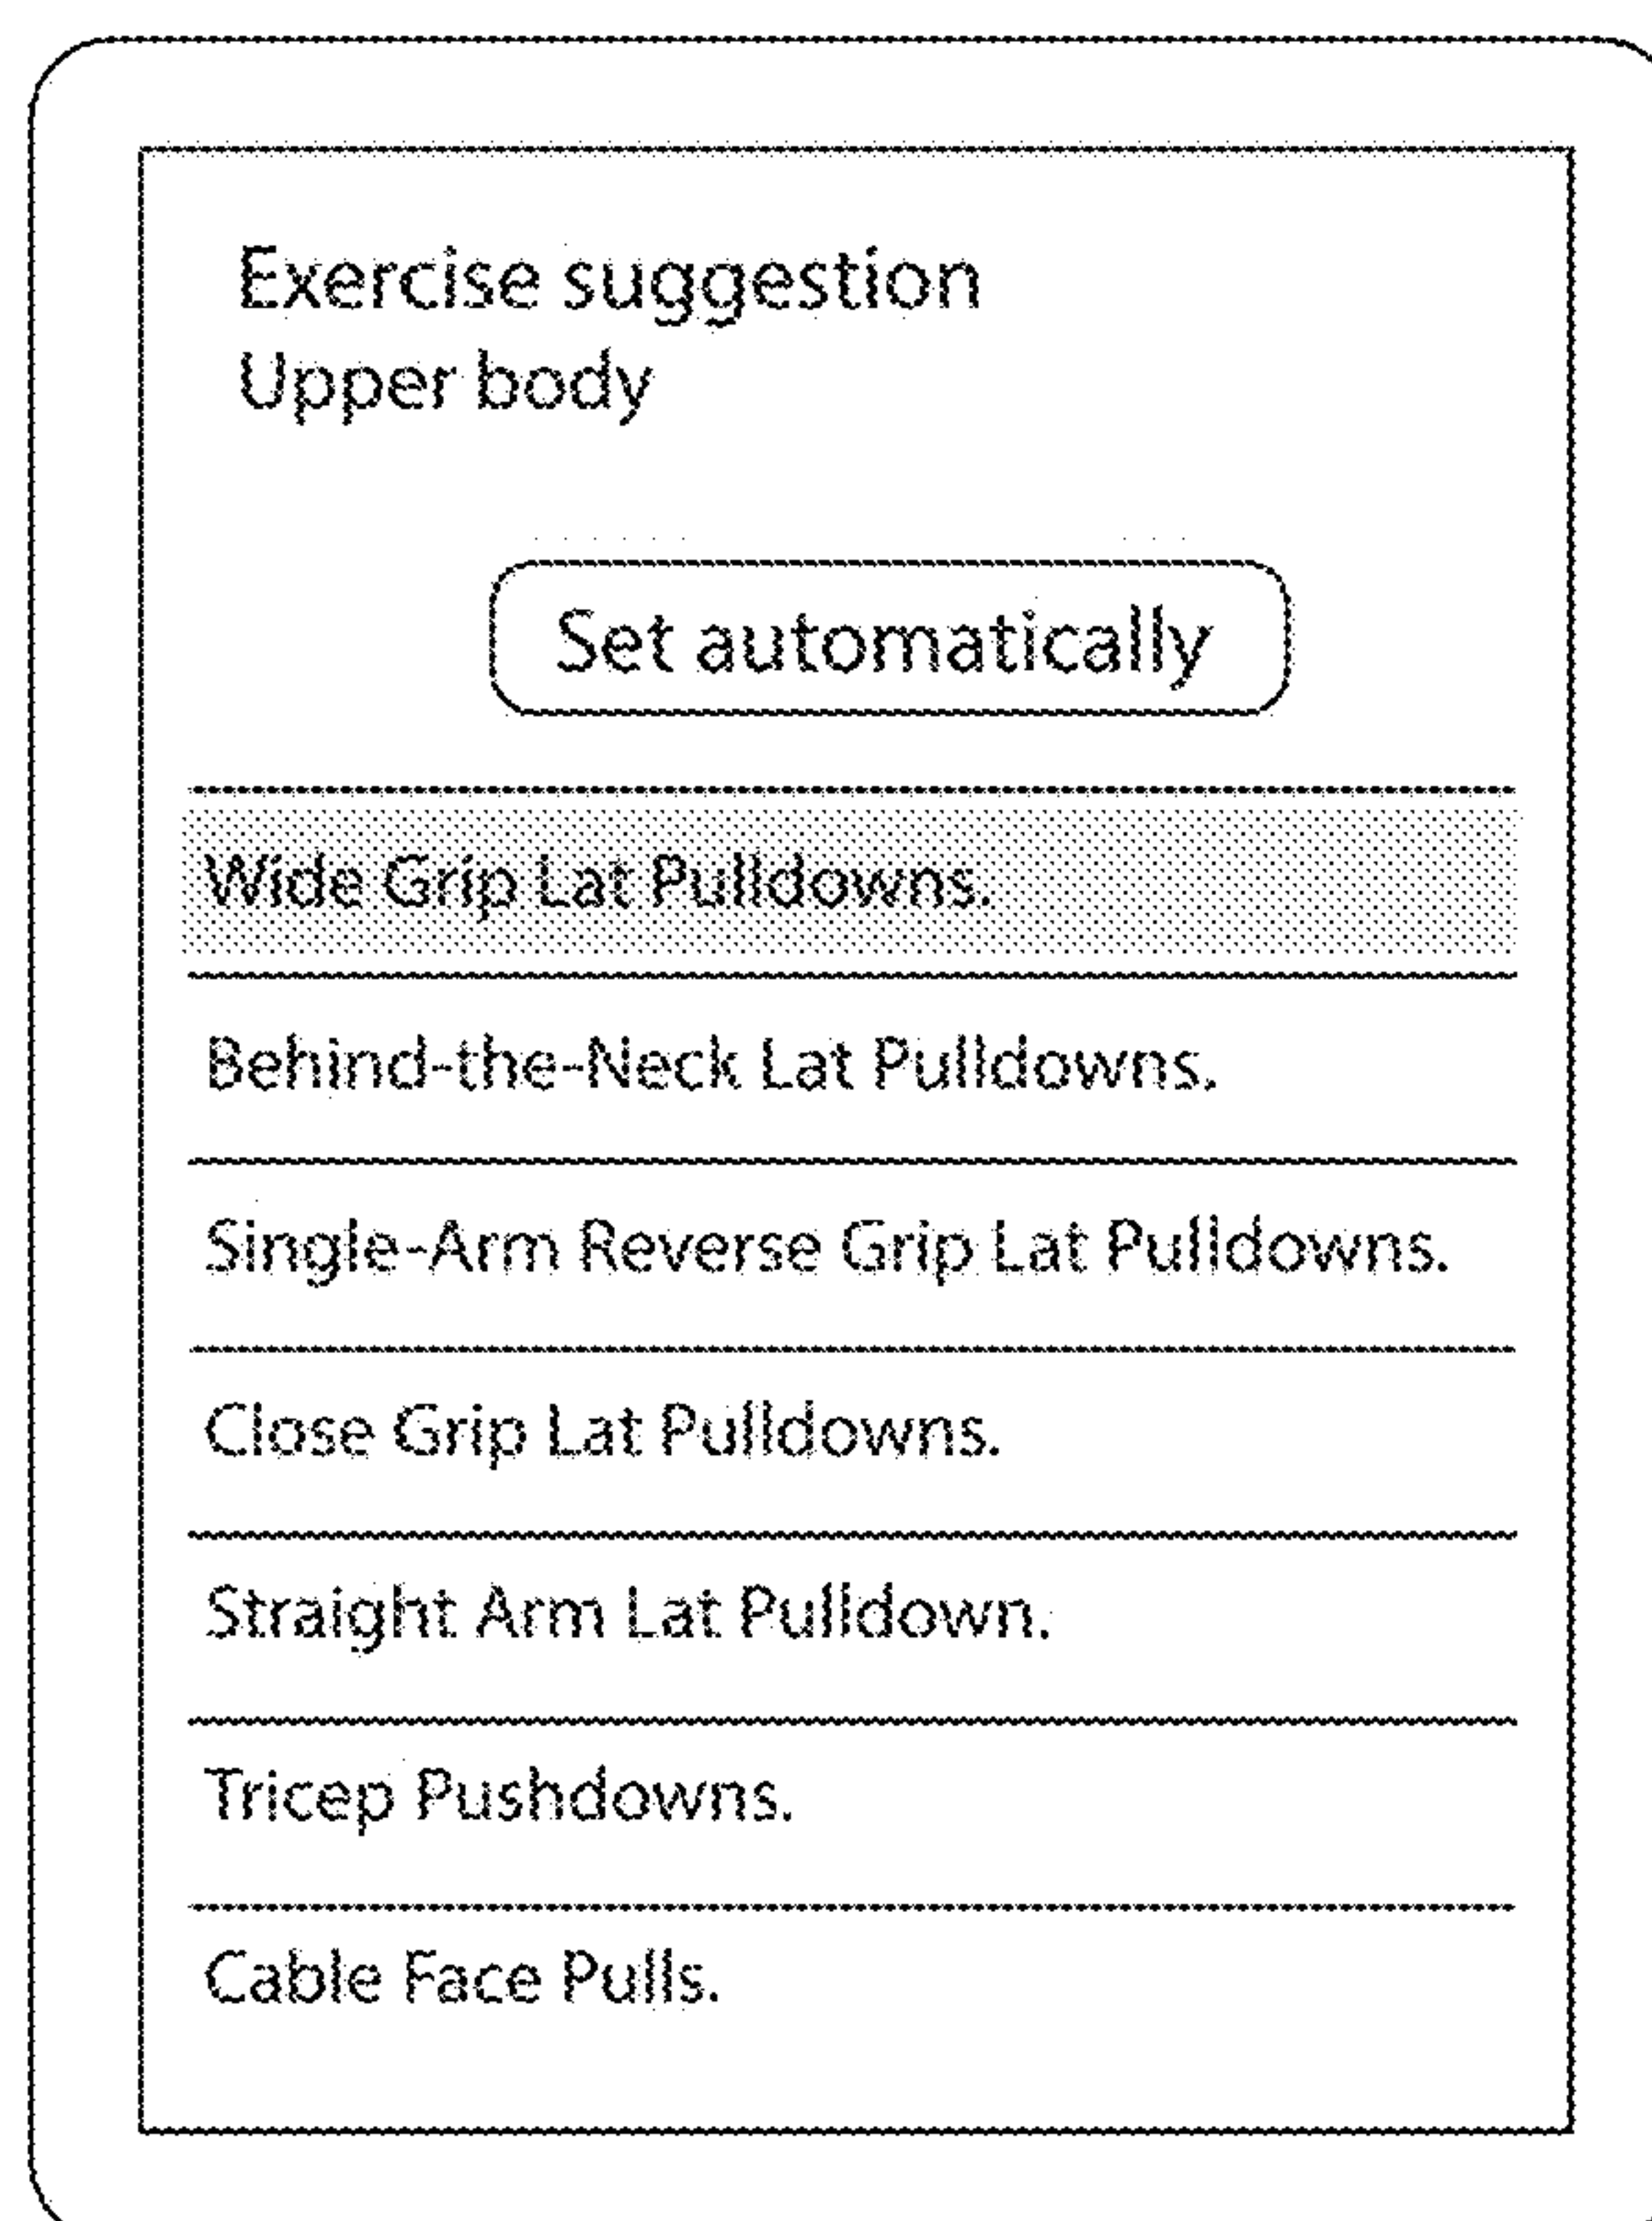 Exercise suggestion
Upper body
Set automatically
Wide Grip Lat Pulldowns.
Behind-the-Neck Lat Pulldowns.
Single-Arm Reverse Grip Lat Pulldowns.
Close Grip Lat Pulldowns.
Straight Arm Lat Pulldown.
Tricep Pushdowns.
Cable Face Pulls.